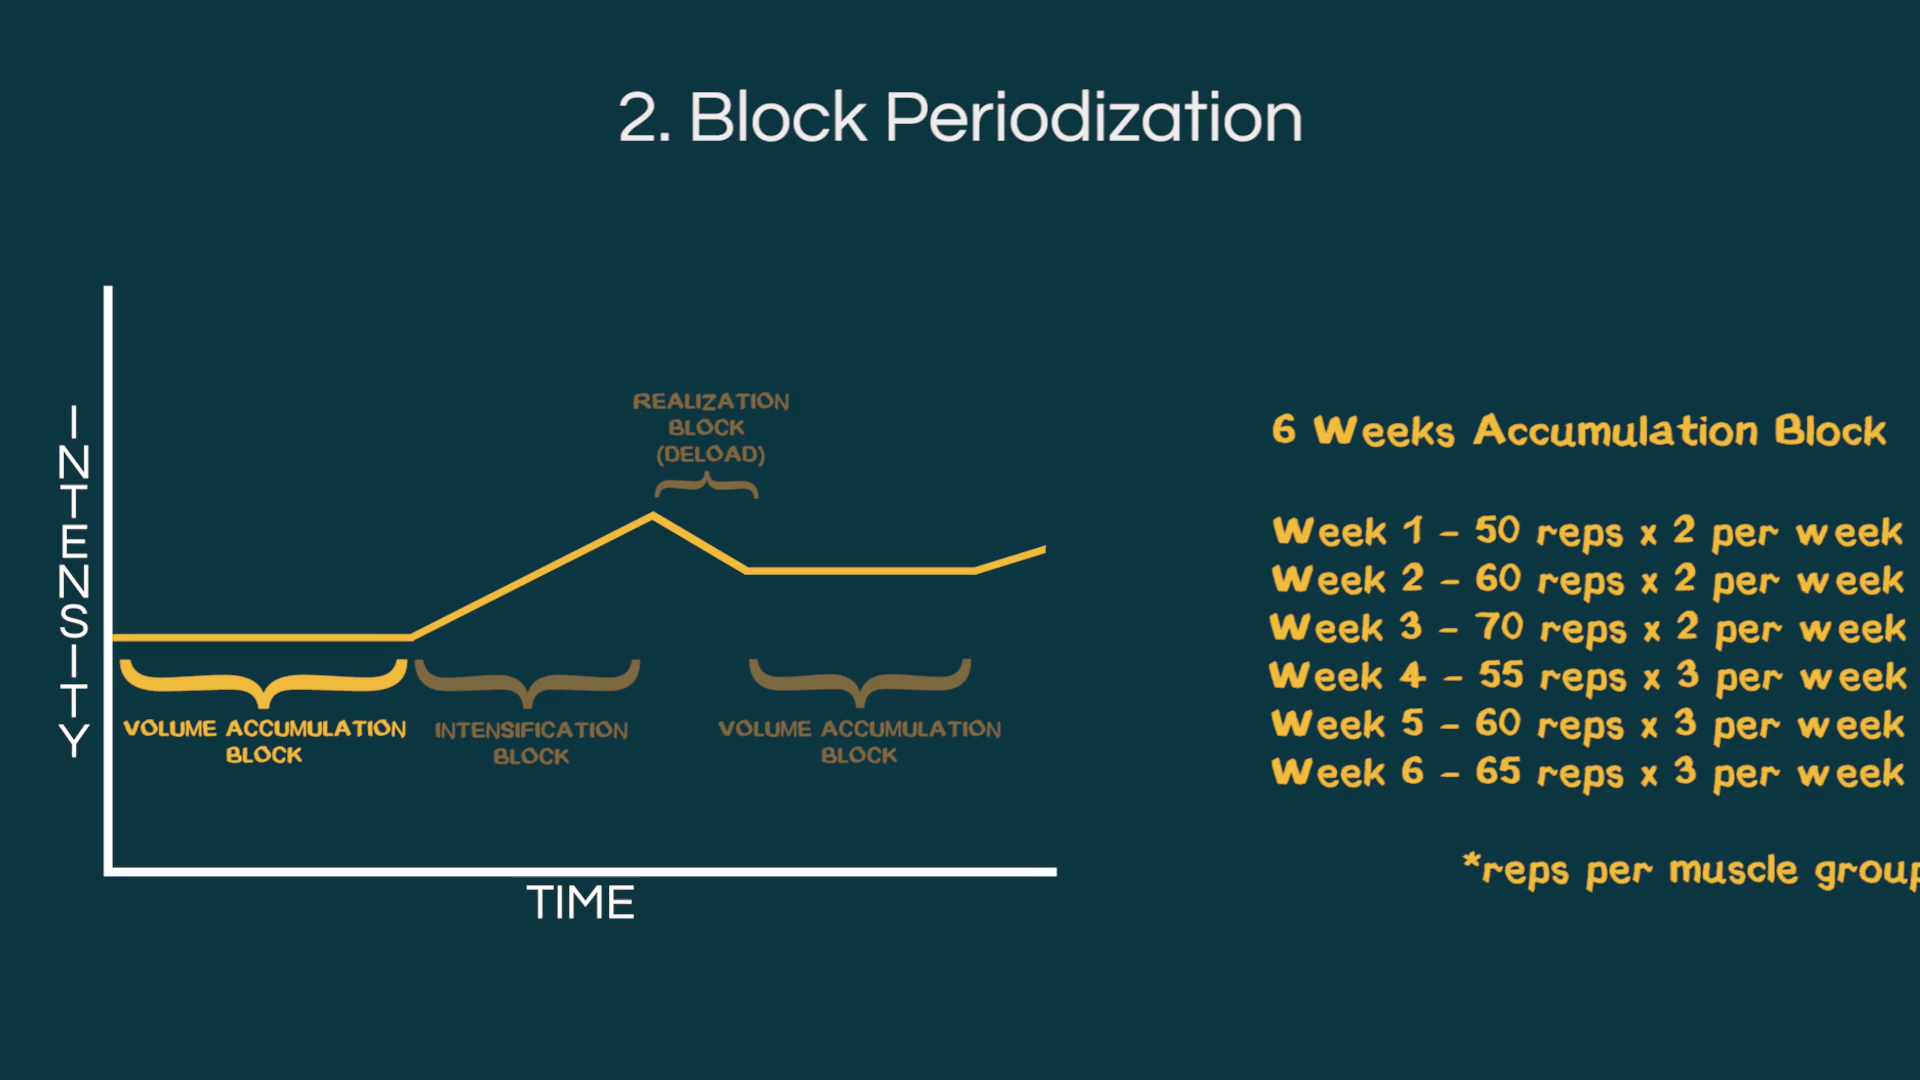 2. Block Periodization
INTENSITY
REALIZATION
BLOCK
(DELOAD)
VOLUME ACCUMULATION
BLOCK
INTENSIFICATION
BLOCK
VOLUME ACCUMULATION
BLOCK
TIME
6 Weeks Accumulation Block
Week 1 - 50 reps x 2 per week
Week 2 - 60 reps x 2 per week
Week 3 - 70 reps x 2 per week
Week 4 - 55 reps x 3 per week
Week 5 - 60 reps x 3 per week
Week 6 - 65 reps x 3 per week
*reps per muscle group